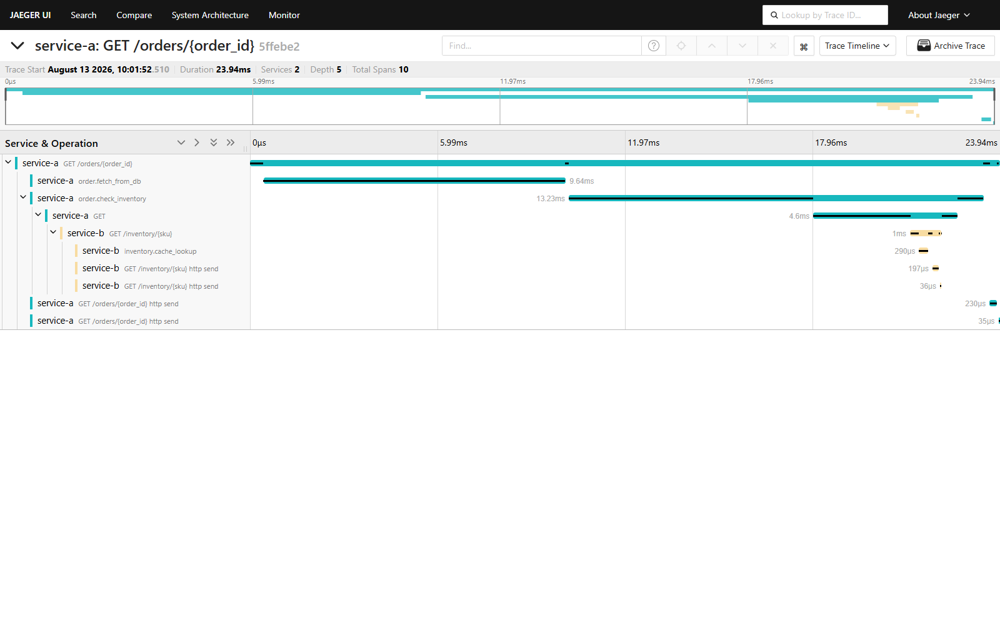 JAEGER UI Search Compare System Architecture Monitor Lookup by Trace ID... About Jaeger
service-a: GET /orders/{order_id} 5ffebe2 Find... ? ⌘ Trace Timeline Archive Trace
Trace Start August 13 2026, 10:01:52.510 Duration 23.94ms Services 2 Depth 5 Total Spans 10
0μs 5.99ms 11.97ms 17.96ms 23.94ms
Service & Operation 0μs 5.99ms 11.97ms 17.96ms 23.94ms
service-a GET /orders/{order_id}
service-a order.fetch_from_db 9.64ms
service-a order.check_inventory 13.23ms
service-a GET 4.6ms
service-b GET /inventory/{sku} 1ms
service-b inventory.cache_lookup 290μs
service-b GET /inventory/{sku} http send 197μs
service-b GET /inventory/{sku} http send 36μs
service-a GET /orders/{order_id} http send 230μs
service-a GET /orders/{order_id} http send 35μs